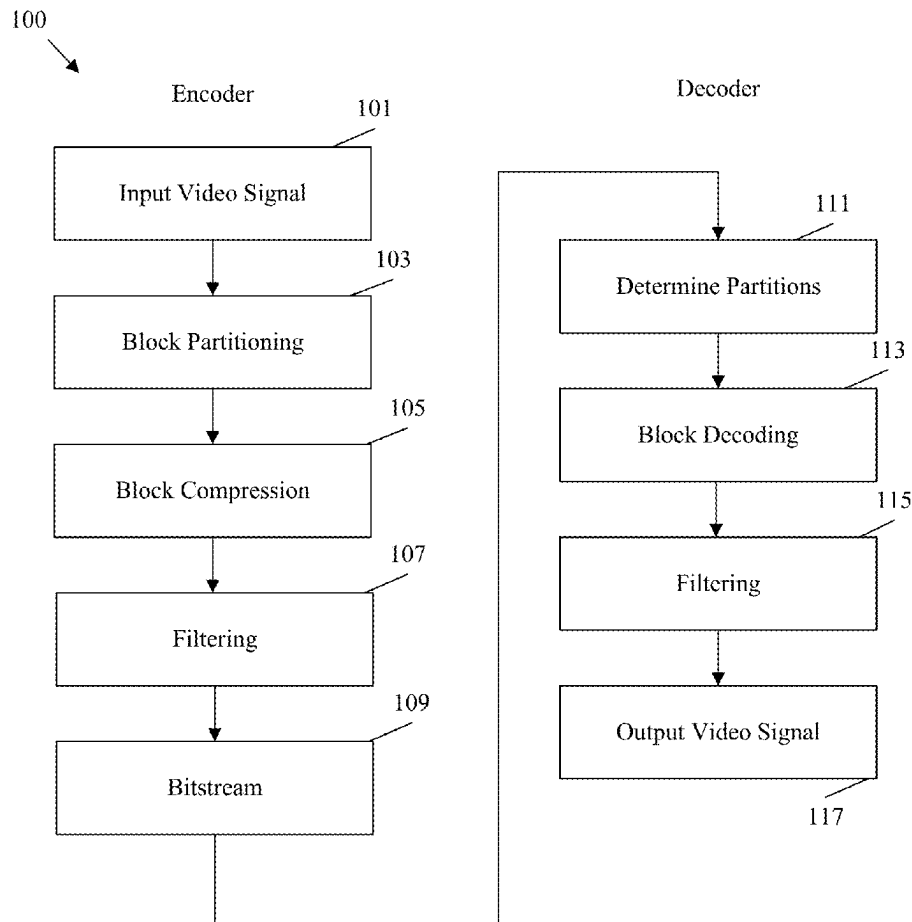 100
Encoder
101
Input Video Signal
103
Block Partitioning
105
Block Compression
107
Filtering
109
Bitstream
Decoder
111
Determine Partitions
113
Block Decoding
115
Filtering
Output Video Signal
117